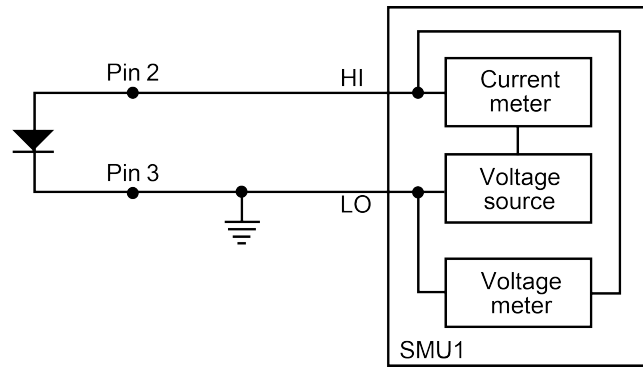 Pin 2
HI
Current
meter
Pin 3
LO
Voltage
source
Voltage
meter
SMU1